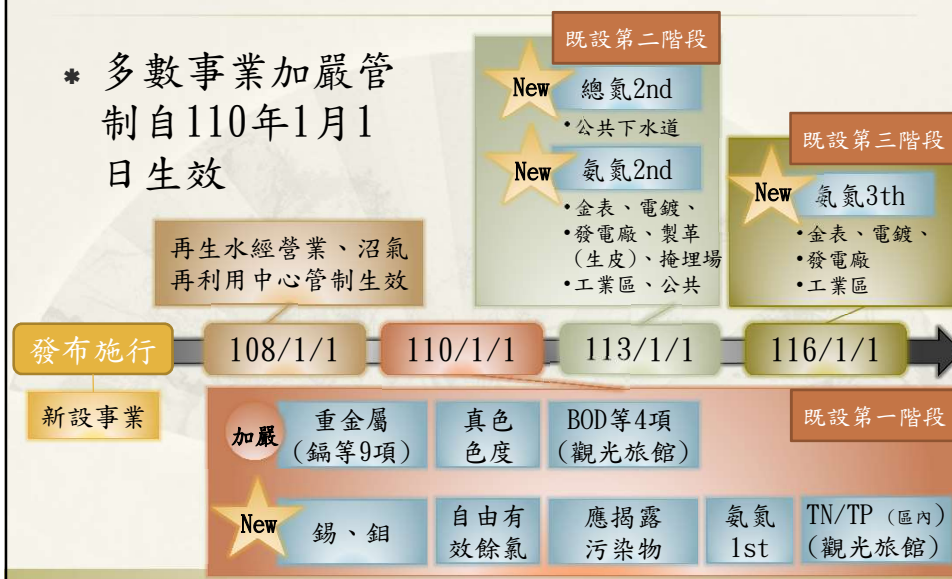 * 多數事業加嚴管
制自110年1月1
日生效
既設第二階段
New 總氮2nd
•公共下水道
New 氨氮2nd
•金表、電鍍、
•發電廠、製革
(生皮)、掩埋場
•工業區、公共
既設第三階段
New 氨氮3th
•金表、電鍍、
•發電廠
•工業區
再生水經營業、沼氣
再利用中心管制生效
發布施行
108/1/1
110/1/1
113/1/1
116/1/1
新設事業
既設第一階段
加嚴
重金屬
(鎘等9項)
真色
色度
BOD等4項
(觀光旅館)
New
錫、鉬
自由有
效餘氯
應揭露
污染物
氨氮
1st
TN/TP (區內)
(觀光旅館)